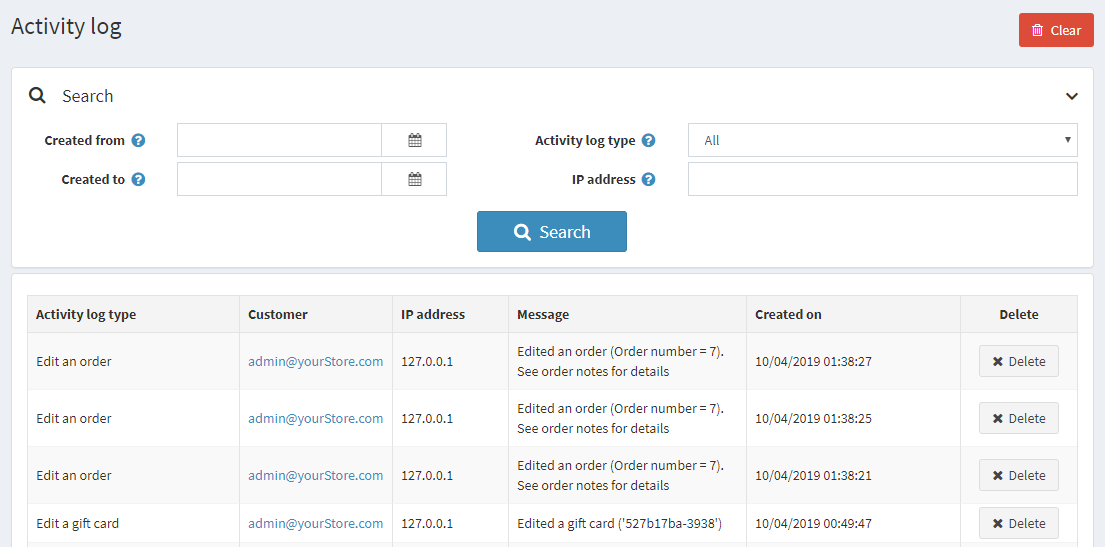 Activity log
Clear
Search
Created from
Activity log type
All
Created to
IP address
Search
Activity log type Customer IP address Message Created on Delete
Edit an order admin@yourStore.com 127.0.0.1 Edited an order (Order number = 7). 10/04/2019 01:38:27 Delete
See order notes for details
Edit an order admin@yourStore.com 127.0.0.1 Edited an order (Order number = 7). 10/04/2019 01:38:25 Delete
See order notes for details
Edit an order admin@yourStore.com 127.0.0.1 Edited an order (Order number = 7). 10/04/2019 01:38:21 Delete
See order notes for details
Edit a gift card admin@yourStore.com 127.0.0.1 Edited a gift card ('527b17ba-3938') 10/04/2019 00:49:47 Delete